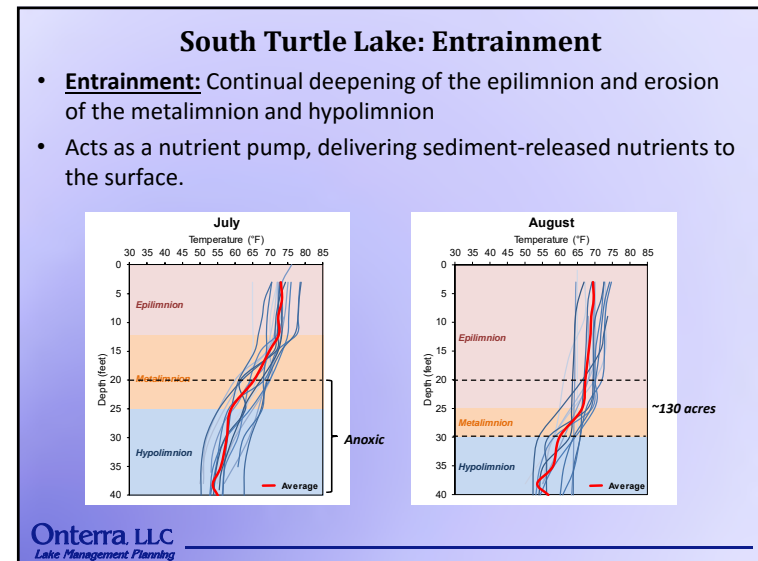 South Turtle Lake: Entrainment
• Entrainment: Continual deepening of the epilimnion and erosion
of the metalimnion and hypolimnion
• Acts as a nutrient pump, delivering sediment-released nutrients to
the surface.
July
Temperature (°F)
30 35 40 45 50 55 60 65 70 75 80 85
0
5
10
15
20
25
30
35
40
Depth (feet)
Epilimnion
Metalimnion
Hypolimnion
Average
Anoxic
August
Temperature (°F)
30 35 40 45 50 55 60 65 70 75 80 85
0
5
10
15
20
25
30
35
40
Depth (feet)
Epilimnion
Metalimnion
Hypolimnion
Average
~130 acres
Onterra, LLC
Lake Management Planning